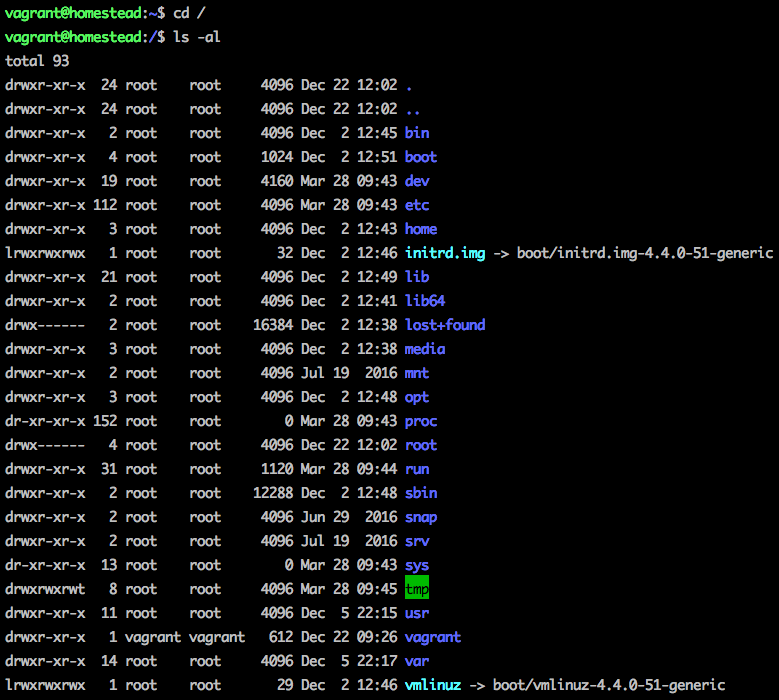 vagrant@homestead:~$ cd /
vagrant@homestead:/$ ls -al
total 93
drwxr-xr-x  24 root    root     4096 Dec 22 12:02 .
drwxr-xr-x  24 root    root     4096 Dec 22 12:02 ..
drwxr-xr-x   2 root    root     4096 Dec  2 12:45 bin
drwxr-xr-x   4 root    root     1024 Dec  2 12:51 boot
drwxr-xr-x  19 root    root     4160 Mar 28 09:43 dev
drwxr-xr-x 112 root    root     4096 Mar 28 09:43 etc
drwxr-xr-x   3 root    root     4096 Dec  2 12:43 home
lrwxrwxrwx   1 root    root       32 Dec  2 12:46 initrd.img -> boot/initrd.img-4.4.0-51-generic
drwxr-xr-x  21 root    root     4096 Dec  2 12:49 lib
drwxr-xr-x   2 root    root     4096 Dec  2 12:41 lib64
drwx------   2 root    root    16384 Dec  2 12:38 lost+found
drwxr-xr-x   3 root    root     4096 Dec  2 12:38 media
drwxr-xr-x   2 root    root     4096 Jul 19  2016 mnt
drwxr-xr-x   3 root    root     4096 Dec  2 12:48 opt
dr-xr-xr-x 152 root    root        0 Mar 28 09:43 proc
drwx------   4 root    root     4096 Dec 22 12:02 root
drwxr-xr-x  31 root    root     1120 Mar 28 09:44 run
drwxr-xr-x   2 root    root    12288 Dec  2 12:48 sbin
drwxr-xr-x   2 root    root     4096 Jun 29  2016 snap
drwxr-xr-x   2 root    root     4096 Jul 19  2016 srv
dr-xr-xr-x  13 root    root        0 Mar 28 09:43 sys
drwxrwxrwt   8 root    root     4096 Mar 28 09:45 tmp
drwxr-xr-x  11 root    root     4096 Dec  5 22:15 usr
drwxr-xr-x   1 vagrant vagrant   612 Dec 22 09:26 vagrant
drwxr-xr-x  14 root    root     4096 Dec  5 22:17 var
lrwxrwxrwx   1 root    root       29 Dec  2 12:46 vmlinuz -> boot/vmlinuz-4.4.0-51-generic